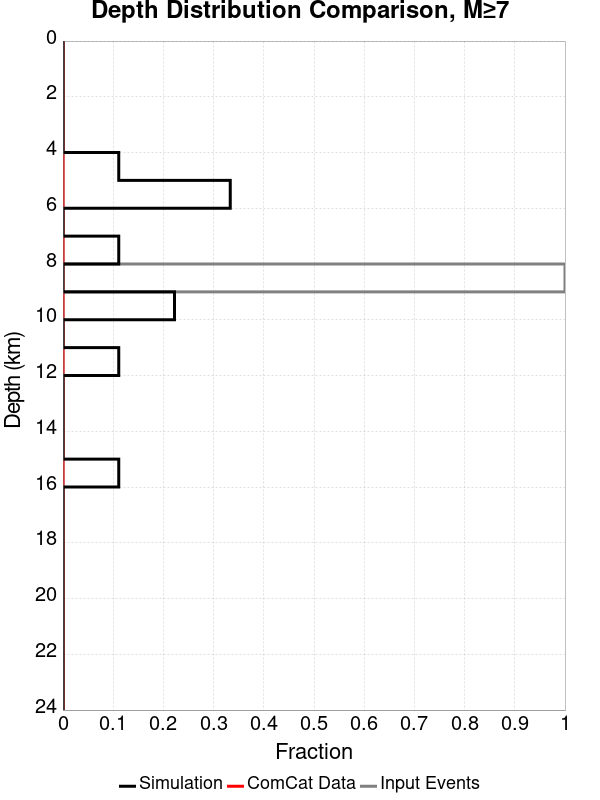 Depth Distribution Comparison, M≥7
0
2
4
6
8
10
12
14
16
18
20
22
24
Depth (km)
0 0.1 0.2 0.3 0.4 0.5 0.6 0.7 0.8 0.9 1
Fraction
Simulation ComCat Data Input Events